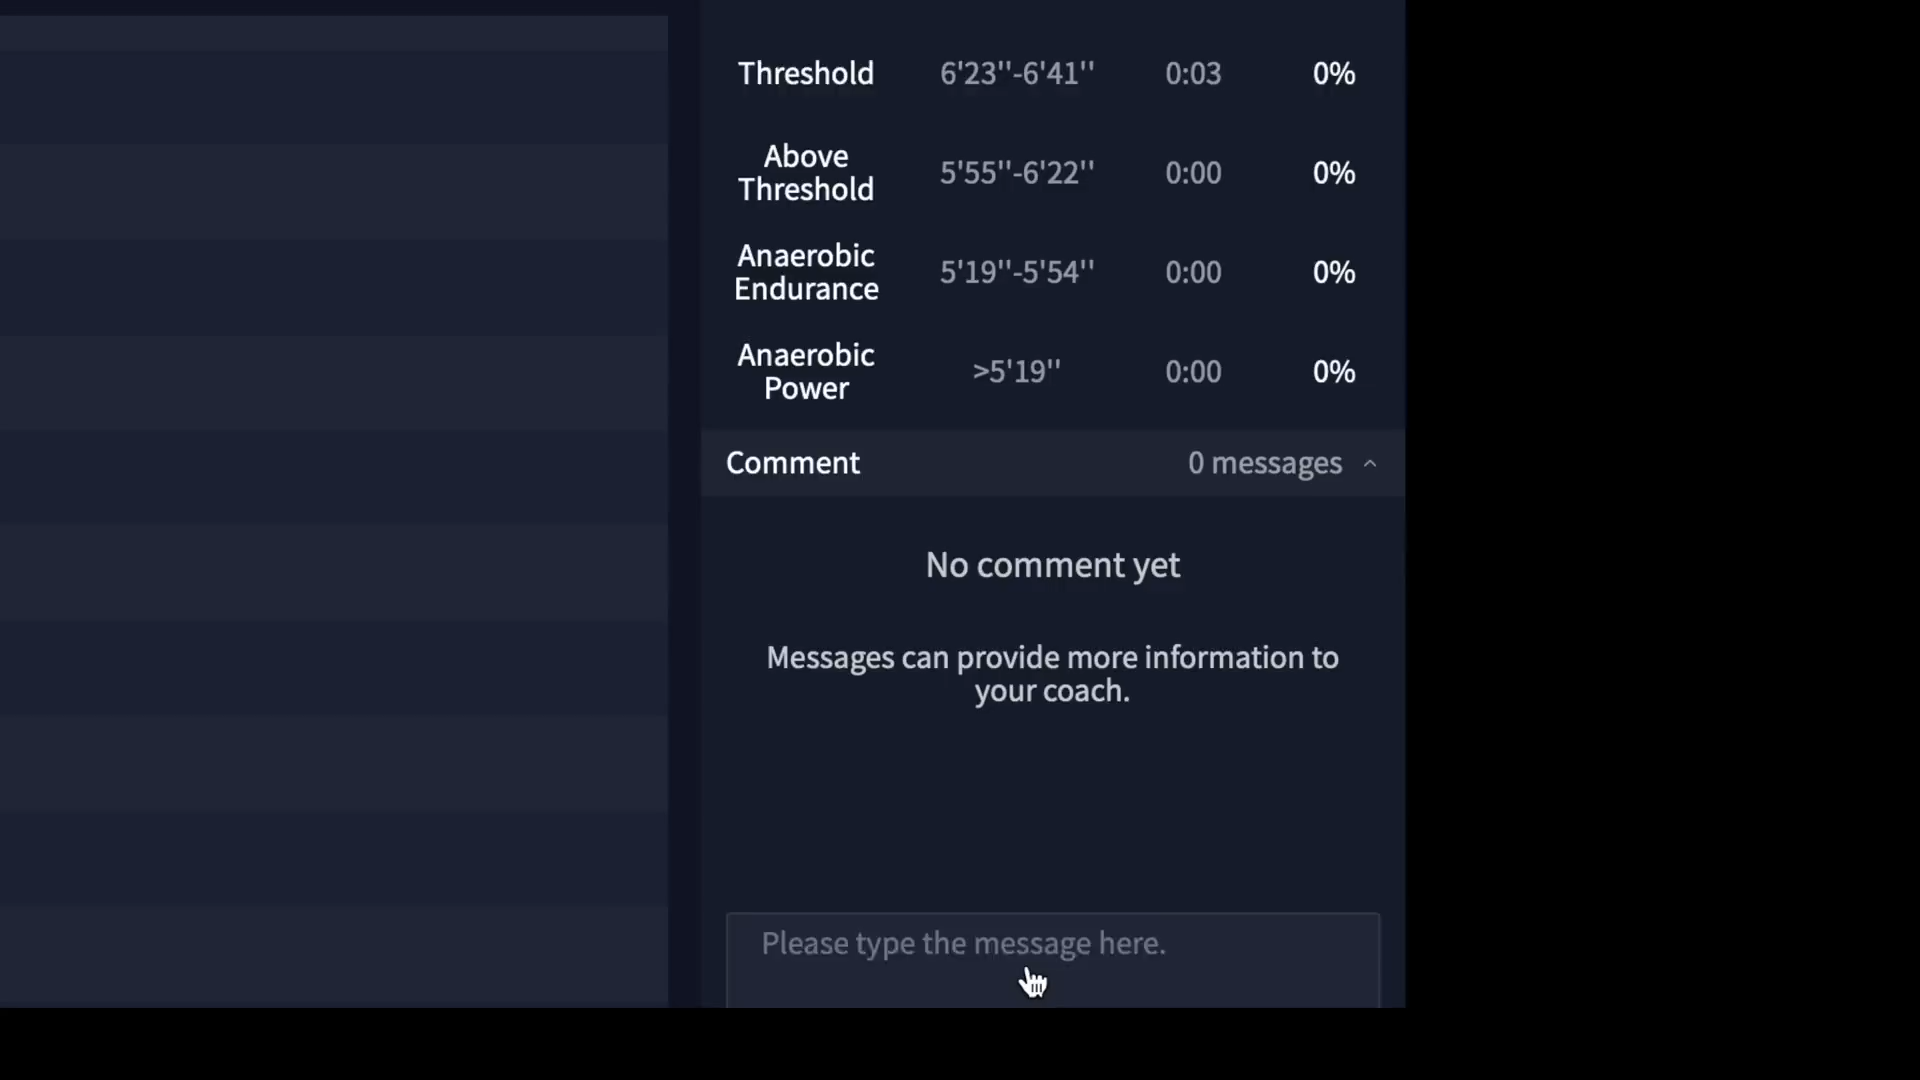 Threshold 6'23''-6'41'' 0:03 0%
Above
Threshold 5'55''-6'22'' 0:00 0%
Anaerobic
Endurance 5'19''-5'54'' 0:00 0%
Anaerobic
Power >5'19'' 0:00 0%
Comment 0 messages
No comment yet
Messages can provide more information to
your coach.
Please type the message here.